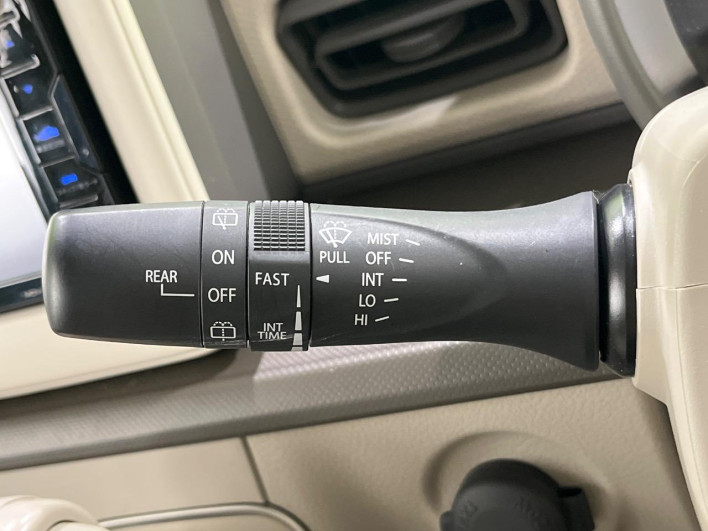 REAR
ON
OFF
FAST
INT
TIME
PULL
MIST
OFF
INT
LO
HI